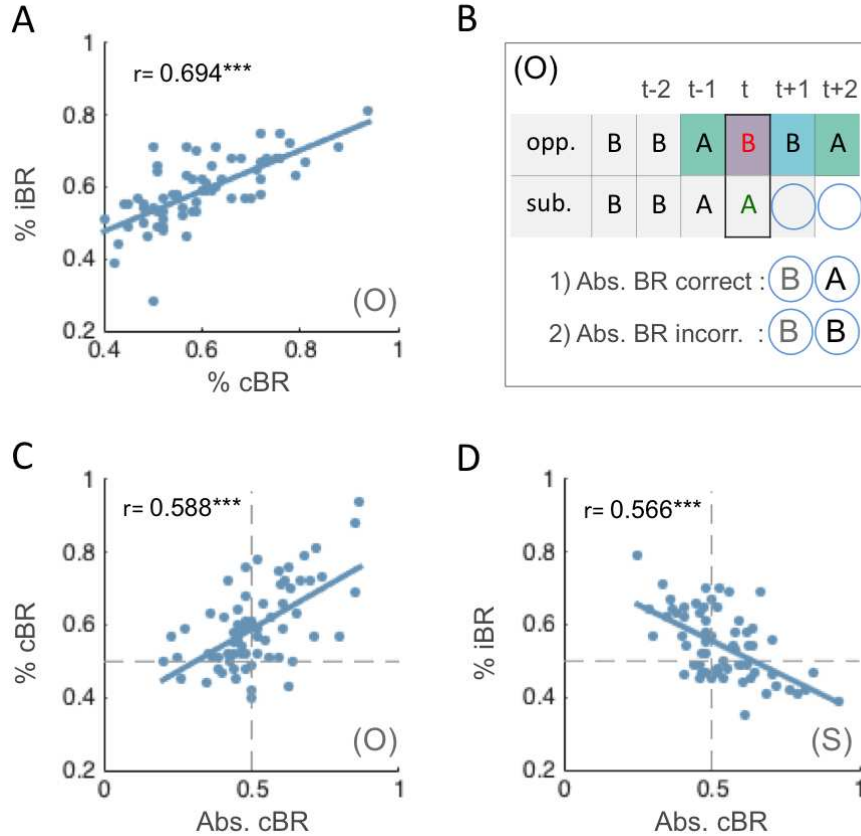 A
1
0.8
0.6
0.4
0.2
0.4
0.6
0.8
1
r= 0.694***
% iBR
% cBR
(O)
B
(O)
t-2 t-1 t t+1 t+2
opp. B B A B B A
sub. B B A A
1) Abs. BR correct : B A
2) Abs. BR incorr. : B B
C
1
0.8
0.6
0.4
0.2
0
0.5
1
r= 0.588***
% cBR
Abs. cBR
(O)
D
1
0.8
0.6
0.4
0.2
0
0.5
1
r= 0.566***
% iBR
Abs. cBR
(S)